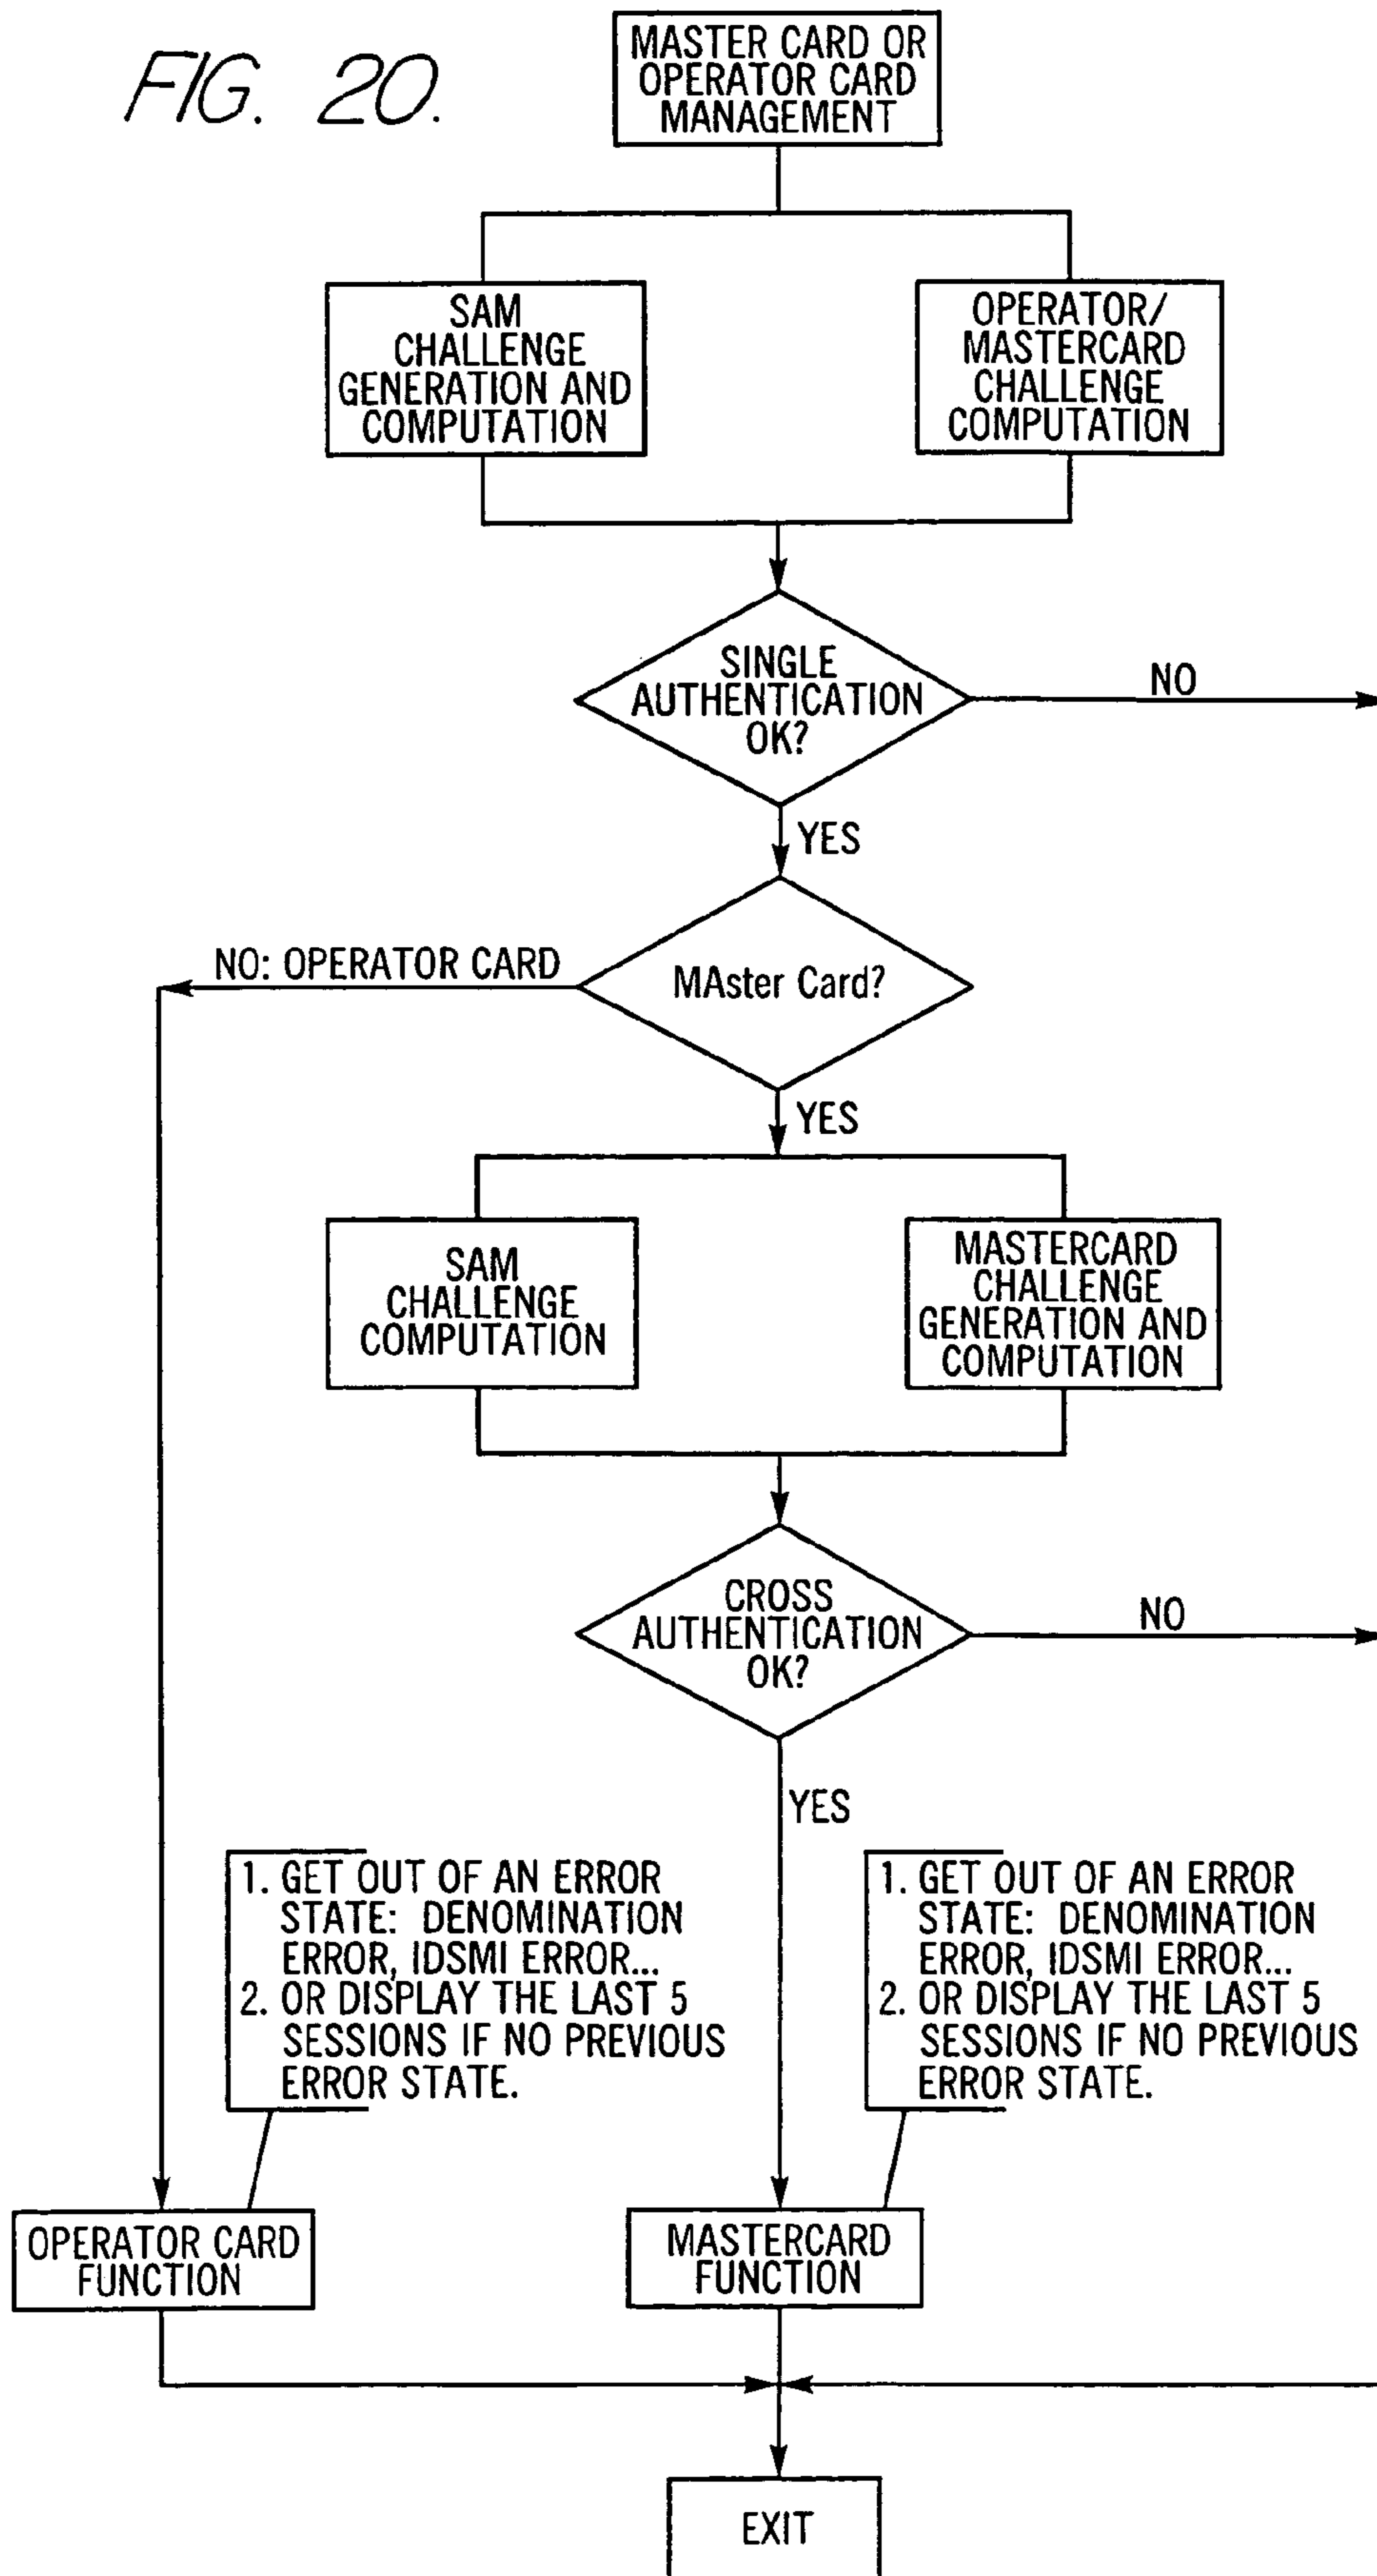 FIG. 20.
MASTER CARD OR
OPERATOR CARD
MANAGEMENT
SAM
CHALLENGE
GENERATION AND
COMPUTATION
OPERATOR/
MASTERCARD
CHALLENGE
COMPUTATION
SINGLE
AUTHENTICATION
OK?
NO
YES
NO: OPERATOR CARD
MAster Card?
YES
SAM
CHALLENGE
COMPUTATION
MASTERCARD
CHALLENGE
GENERATION AND
COMPUTATION
CROSS
AUTHENTICATION
OK?
NO
YES
1. GET OUT OF AN ERROR
STATE: DENOMINATION
ERROR, IDSMI ERROR...
2. OR DISPLAY THE LAST 5
SESSIONS IF NO PREVIOUS
ERROR STATE.
1. GET OUT OF AN ERROR
STATE: DENOMINATION
ERROR, IDSMI ERROR...
2. OR DISPLAY THE LAST 5
SESSIONS IF NO PREVIOUS
ERROR STATE.
OPERATOR CARD
FUNCTION
MASTERCARD
FUNCTION
EXIT